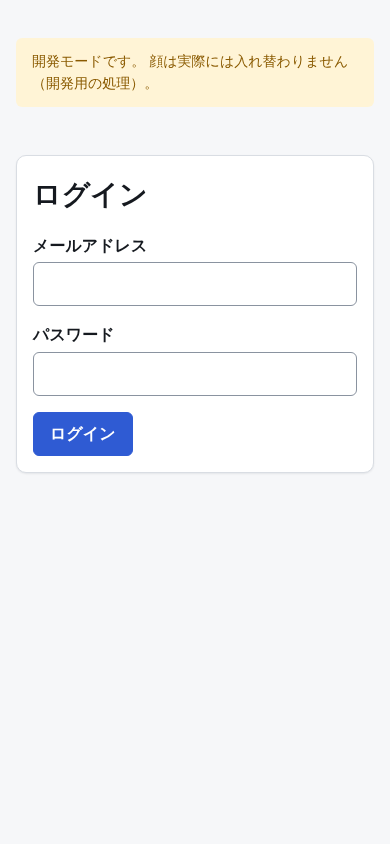 開発モードです。 顔は実際には入れ替わりません
（開発用の処理）。
ログイン
メールアドレス
パスワード
ログイン